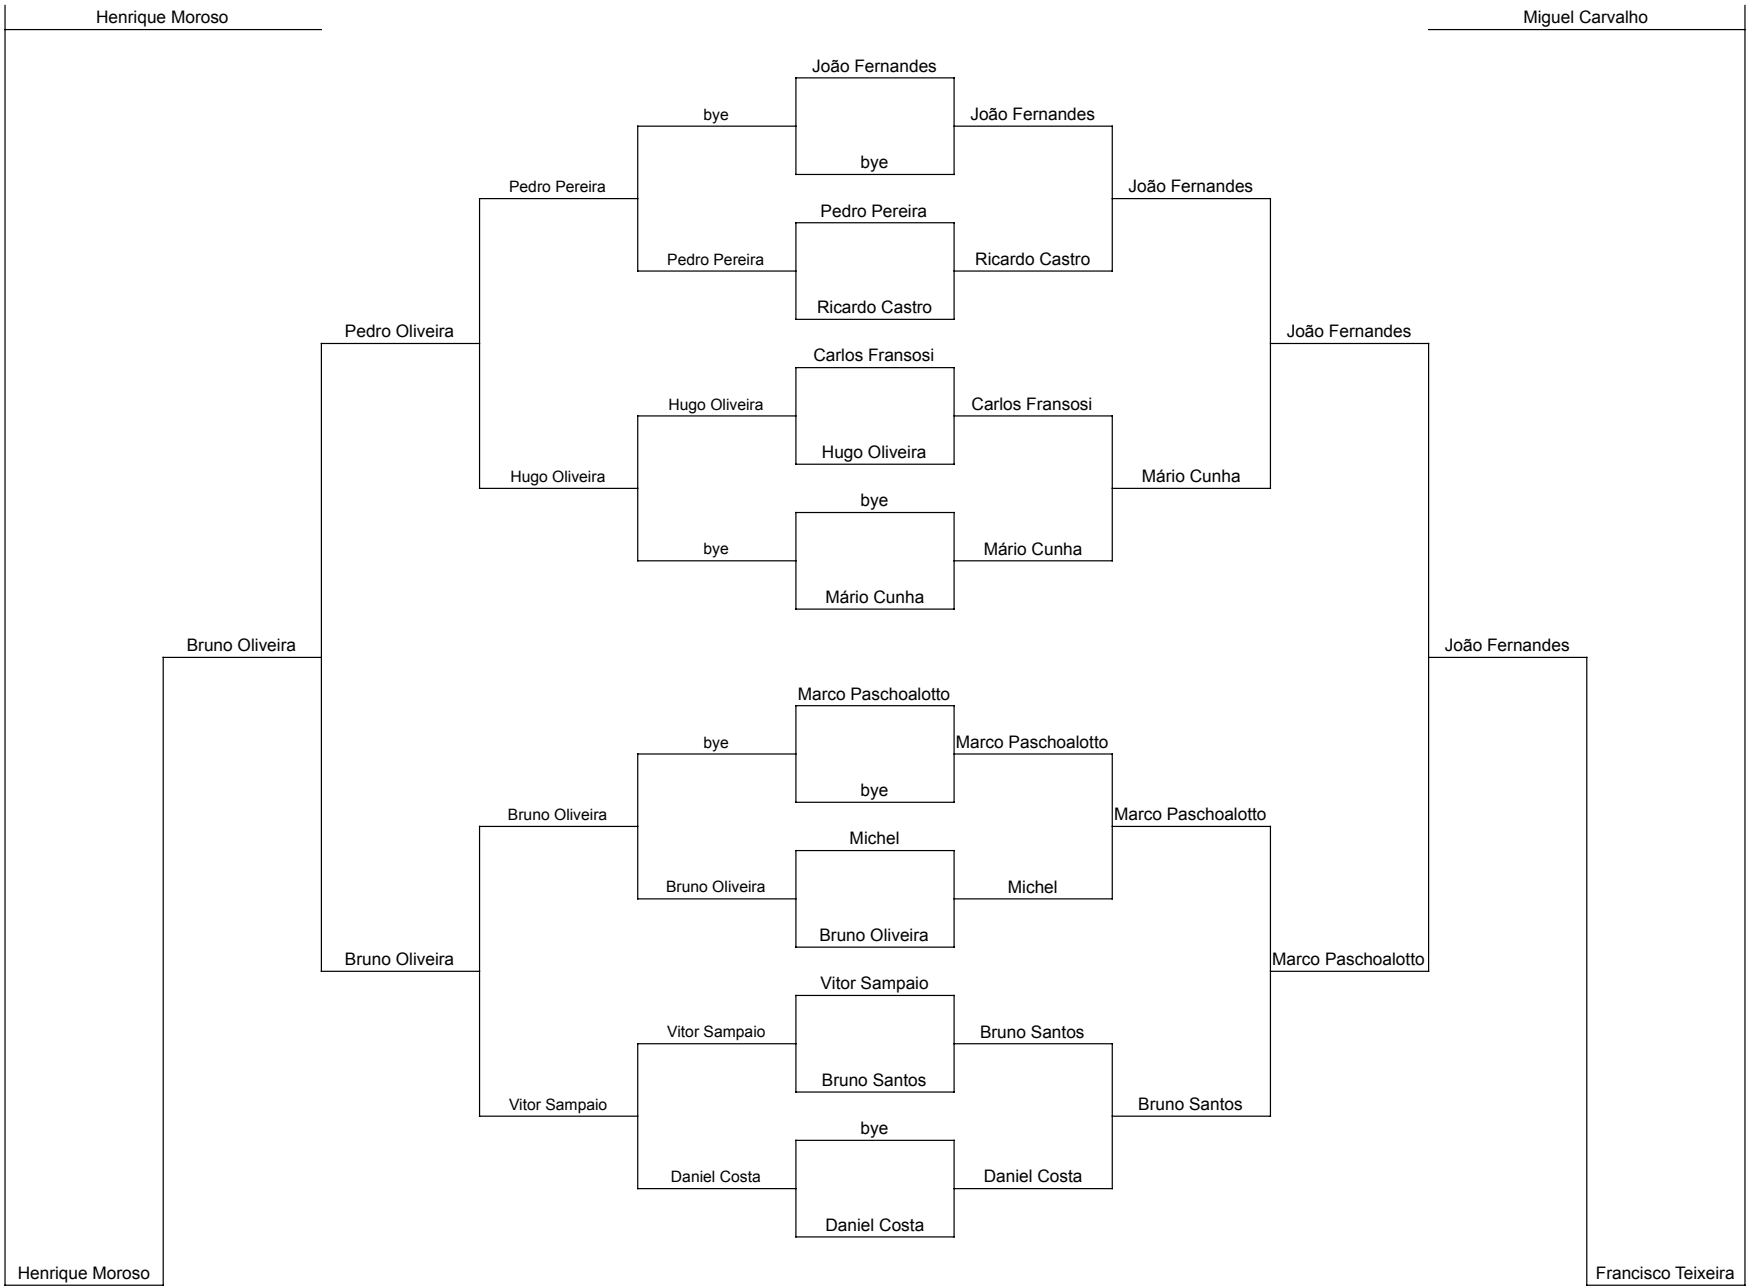 Henrique Moroso
Miguel Carvalho
João Fernandes
bye
João Fernandes
bye
Pedro Pereira
João Fernandes
Pedro Pereira
Pedro Pereira
Ricardo Castro
Ricardo Castro
Pedro Oliveira
João Fernandes
Carlos Fransosi
Hugo Oliveira
Carlos Fransosi
Hugo Oliveira
Hugo Oliveira
Mário Cunha
bye
bye
Mário Cunha
Mário Cunha
Bruno Oliveira
João Fernandes
Marco Paschoalotto
bye
Marco Paschoalotto
bye
Bruno Oliveira
Marco Paschoalotto
Michel
Bruno Oliveira
Michel
Bruno Oliveira
Bruno Oliveira
Marco Paschoalotto
Vitor Sampaio
Vitor Sampaio
Bruno Santos
Bruno Santos
Vitor Sampaio
Bruno Santos
bye
Daniel Costa
Daniel Costa
Daniel Costa
Henrique Moroso
Francisco Teixeira